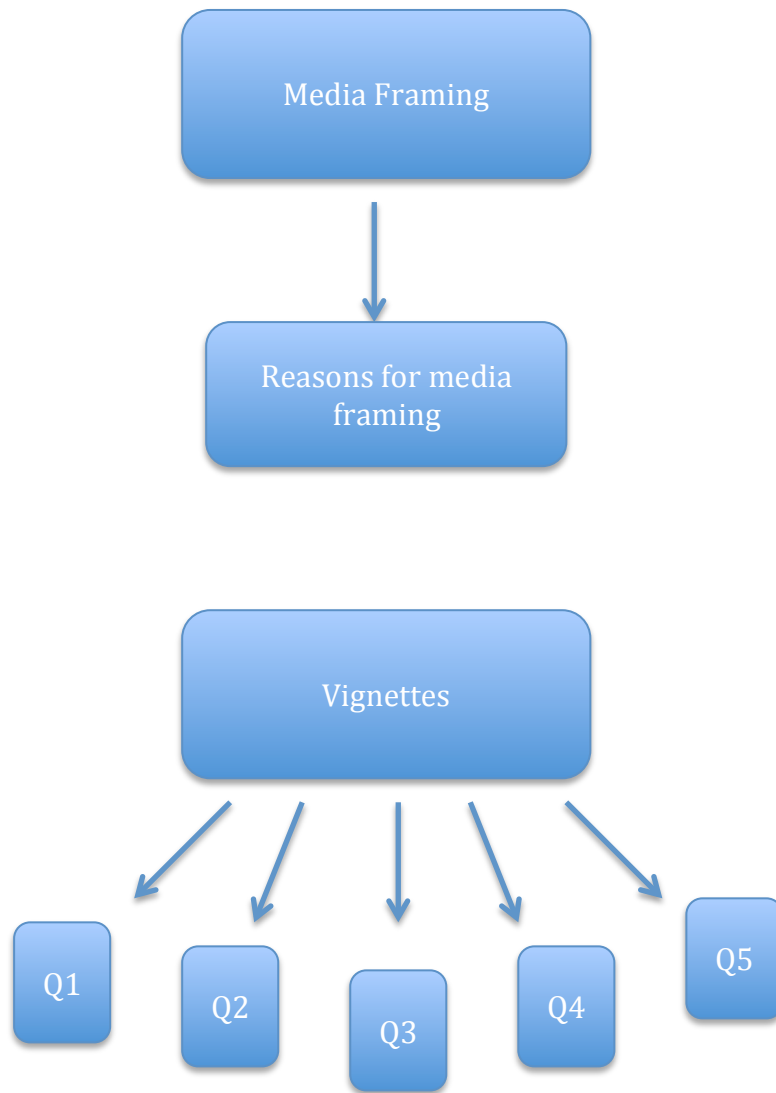 Media Framing
Reasons for media
framing
Vignettes
Q1
Q2
Q3
Q4
Q5